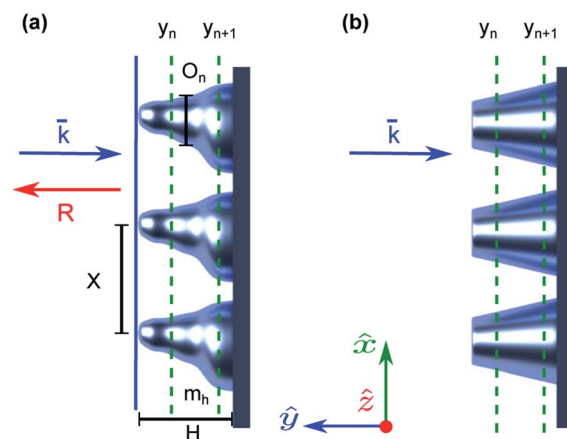 (a)
yn
yn+1
On
k̄
R
X
mh
H
(b)
yn
yn+1
k̄
x̂
ŷ
ẑ